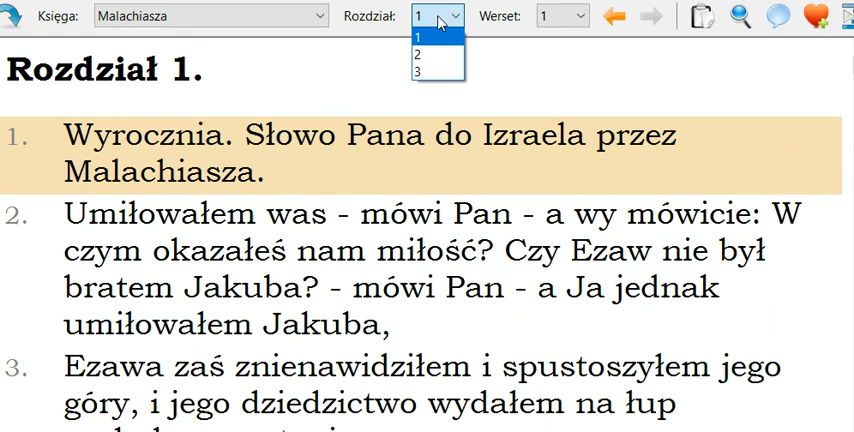 Księga: Malachiasza Rozdział: 1 Werset: 1
1
2
3
Rozdział 1.
1. Wyrocznia. Słowo Pana do Izraela przez
Malachiasza.
2. Umiłowałem was - mówi Pan - a wy mówicie: W
czym okazałeś nam miłość? Czy Ezaw nie był
bratem Jakuba? - mówi Pan - a Ja jednak
umiłowałem Jakuba,
3. Ezawa zaś znienawidziłem i spustoszyłem jego
góry, i jego dziedzictwo wydałem na łup